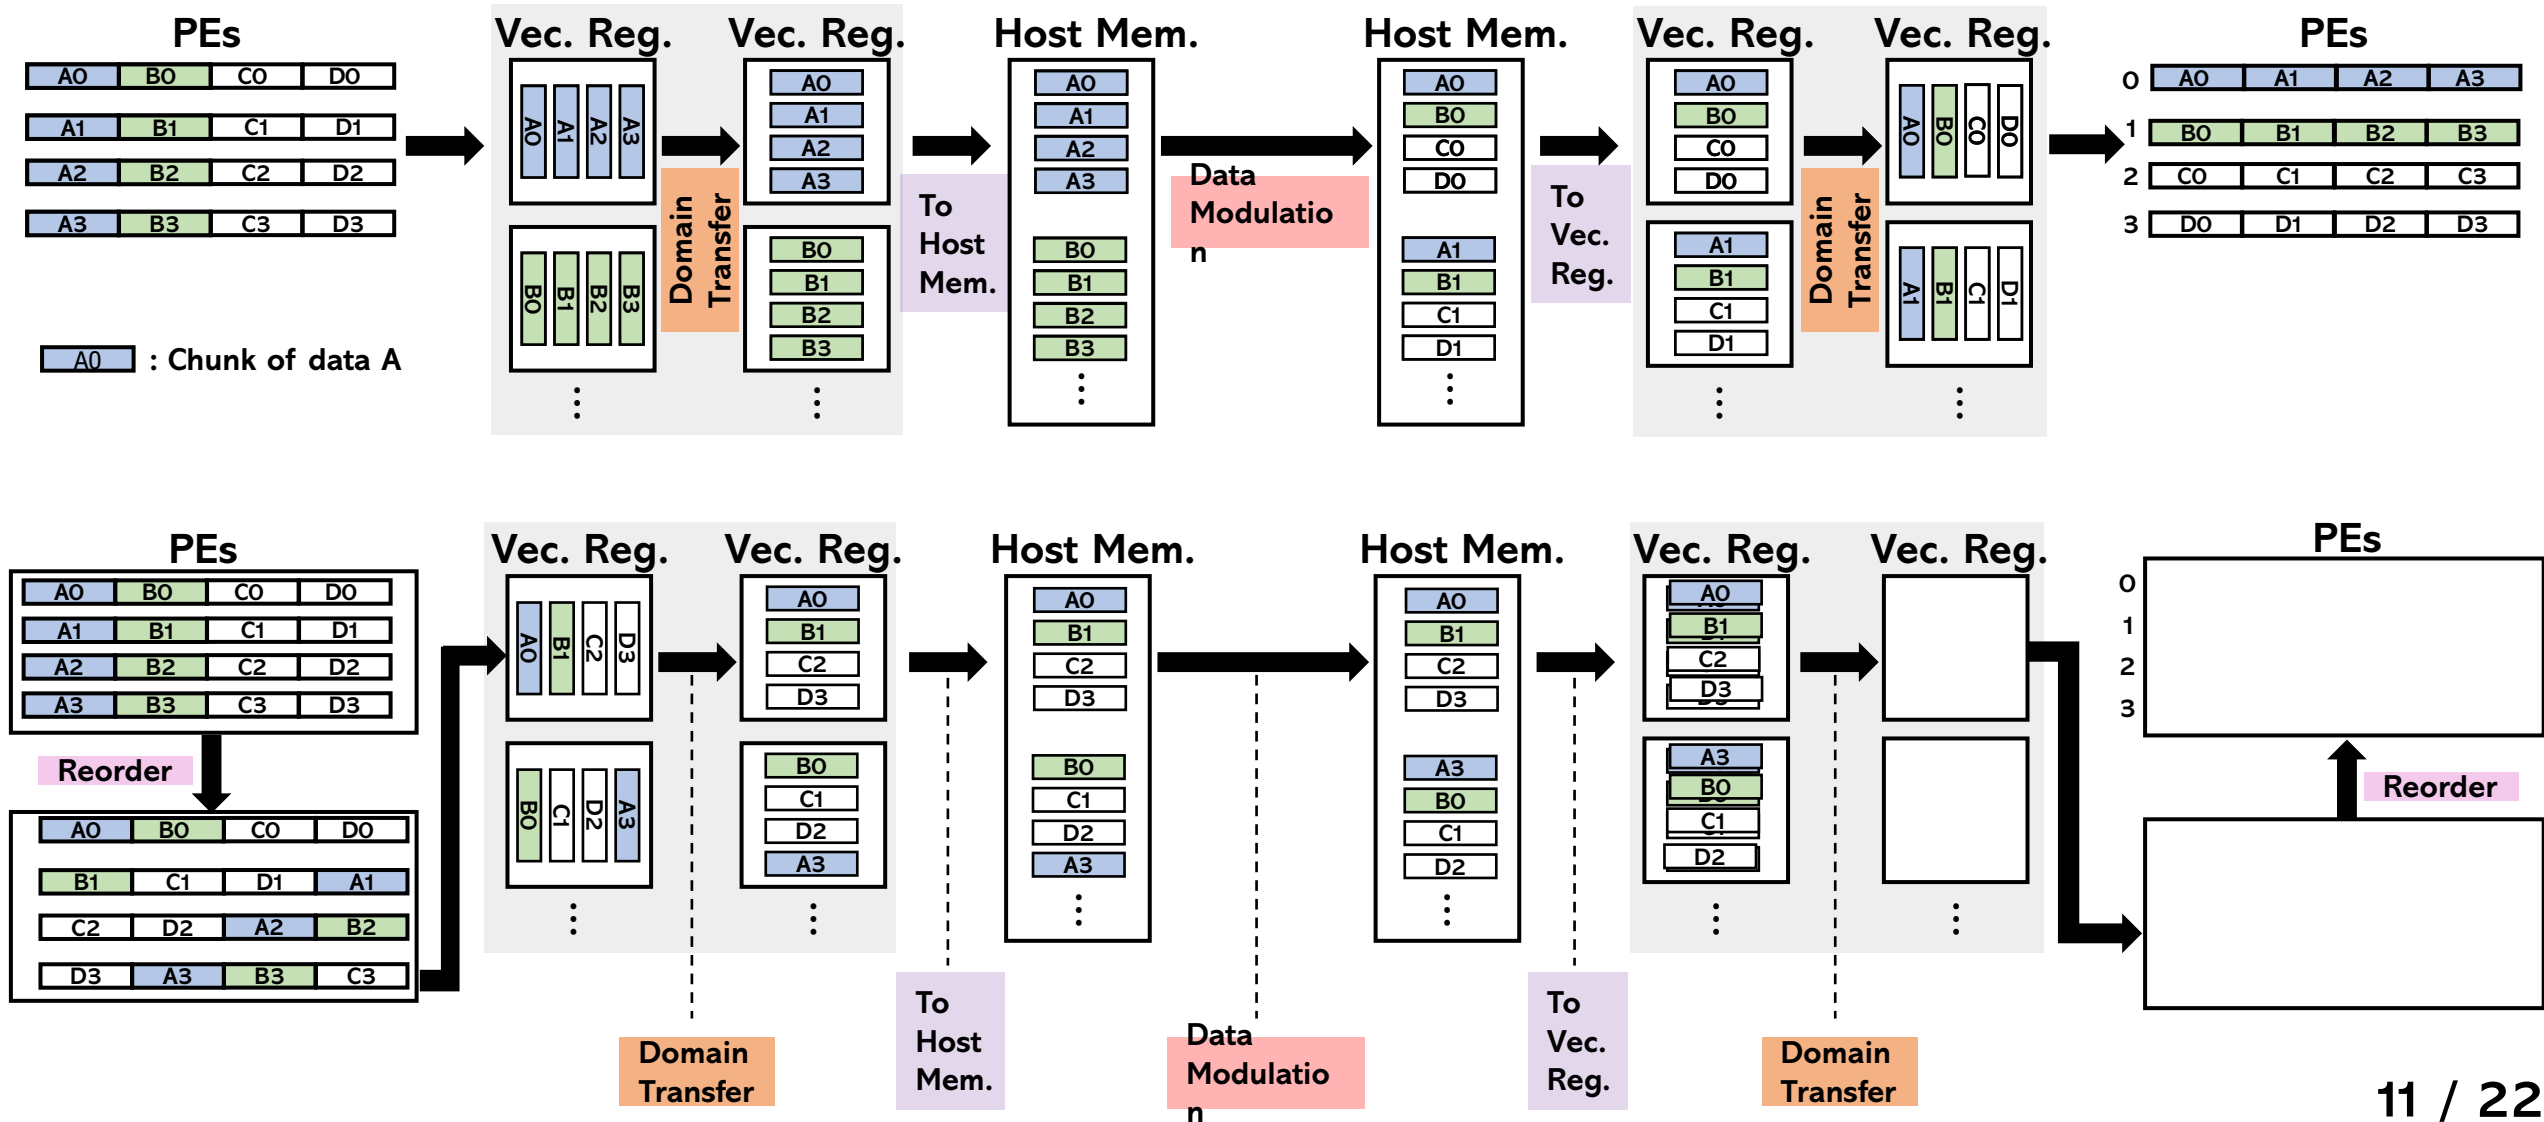 PEs
Vec. Reg.
Vec. Reg.
Host Mem.
Host Mem.
Vec. Reg.
Vec. Reg.
PEs
A0 B0 C0 D0
A1 B1 C1 D1
A2 B2 C2 D2
A3 B3 C3 D3
A0 : Chunk of data A
A0 A1 A2 A3
B0 B1 B2 B3
⋮
Domain
Transfer
A0
A1
A2
A3
B0
B1
B2
B3
⋮
To
Host
Mem.
A0
A1
A2
A3
B0
B1
B2
B3
⋮
Data
Modulatio
n
A0
B0
C0
D0
A1
B1
C1
D1
⋮
To
Vec.
Reg.
A0
B0
C0
D0
A1
B1
C1
D1
⋮
Domain
Transfer
A0 B0 C0 D0
A1 B1 C1 D1
⋮
0 A0 A1 A2 A3
1 B0 B1 B2 B3
2 C0 C1 C2 C3
3 D0 D1 D2 D3
PEs
Vec. Reg.
Vec. Reg.
Host Mem.
Host Mem.
Vec. Reg.
Vec. Reg.
PEs
A0 B0 C0 D0
A1 B1 C1 D1
A2 B2 C2 D2
A3 B3 C3 D3
Reorder
A0 B0 C0 D0
B1 C1 D1 A1
C2 D2 A2 B2
D3 A3 B3 C3
A0 B1 C2 D3
B0 C1 D2 A3
⋮
Domain
Transfer
A0
B1
C2
D3
B0
C1
D2
A3
⋮
To
Host
Mem.
A0
B1
C2
D3
B0
C1
D2
A3
⋮
Data
Modulatio
n
A0
B1
C2
D3
A3
B0
C1
D2
⋮
To
Vec.
Reg.
A0
B1
C2
D3
A3
B0
C1
D2
⋮
Domain
Transfer
⋮
0
1
2
3
Reorder
11 / 22